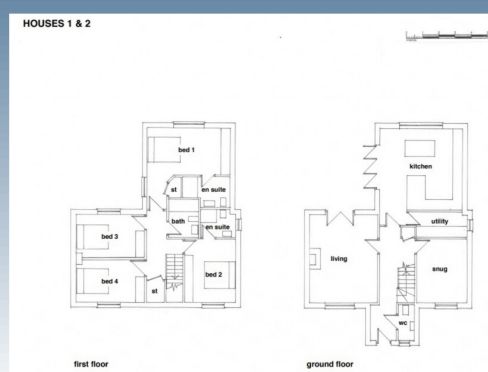 HOUSES 1 & 2
bed 1
st
en suite
bath
en suite
bed 3
bed 4
st
bed 2
first floor
kitchen
utility
living
snug
wc
ground floor